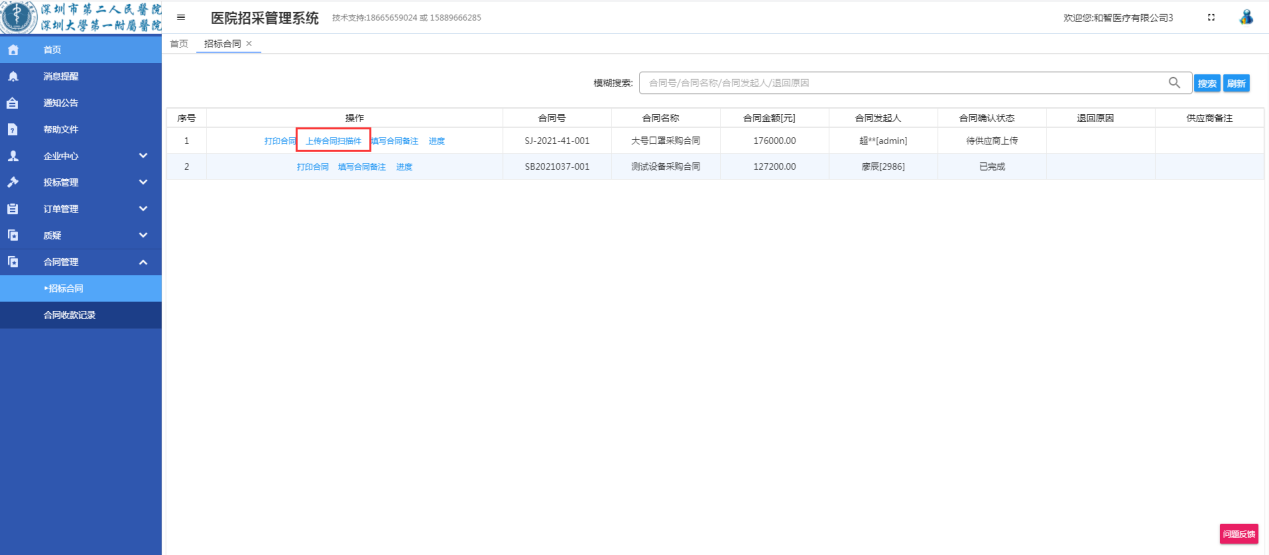 深圳市第二人民醫院
深圳大學第一附屬醫院
医院招采管理系统 技术支持:18665659024 或 15889666285 欢迎您:和智医疗有限公司3
首页
消息提醒
通知公告
帮助文件
企业中心
投标管理
订单管理
质疑
合同管理
▸招标合同
合同收款记录
首页 招标合同 ×
模糊搜索: 合同号/合同名称/合同发起人/退回原因 搜索 刷新
序号 操作 合同号 合同名称 合同金额[元] 合同发起人 合同确认状态 退回原因 供应商备注
1 打印合同 上传合同扫描件 填写合同备注 进度 SJ-2021-41-001 大号口罩采购合同 176000.00 超**[admin] 待供应商上传
2 打印合同 填写合同备注 进度 SB2021037-001 测试设备采购合同 127200.00 廖辰[2986] 已完成
问题反馈